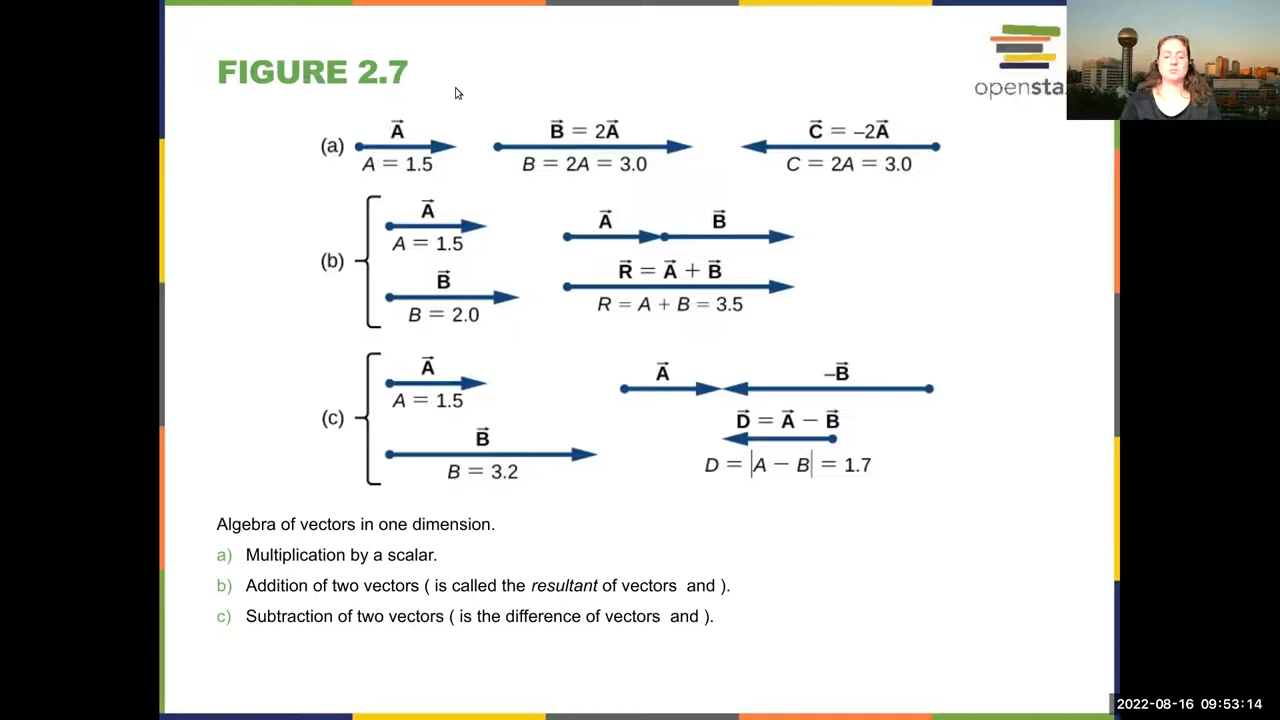 FIGURE 2.7
opensta
(a)
A⃗
A = 1.5
B⃗ = 2A⃗
B = 2A = 3.0
C⃗ = –2A⃗
C = 2A = 3.0
(b)
A⃗
A = 1.5
B⃗
B = 2.0
A⃗ B⃗
R⃗ = A⃗ + B⃗
R = A + B = 3.5
(c)
A⃗
A = 1.5
B⃗
B = 3.2
A⃗ –B⃗
D⃗ = A⃗ − B⃗
D = |A − B| = 1.7
Algebra of vectors in one dimension.
a) Multiplication by a scalar.
b) Addition of two vectors ( is called the resultant of vectors and ).
c) Subtraction of two vectors ( is the difference of vectors and ).
2022-08-16 09:53:14